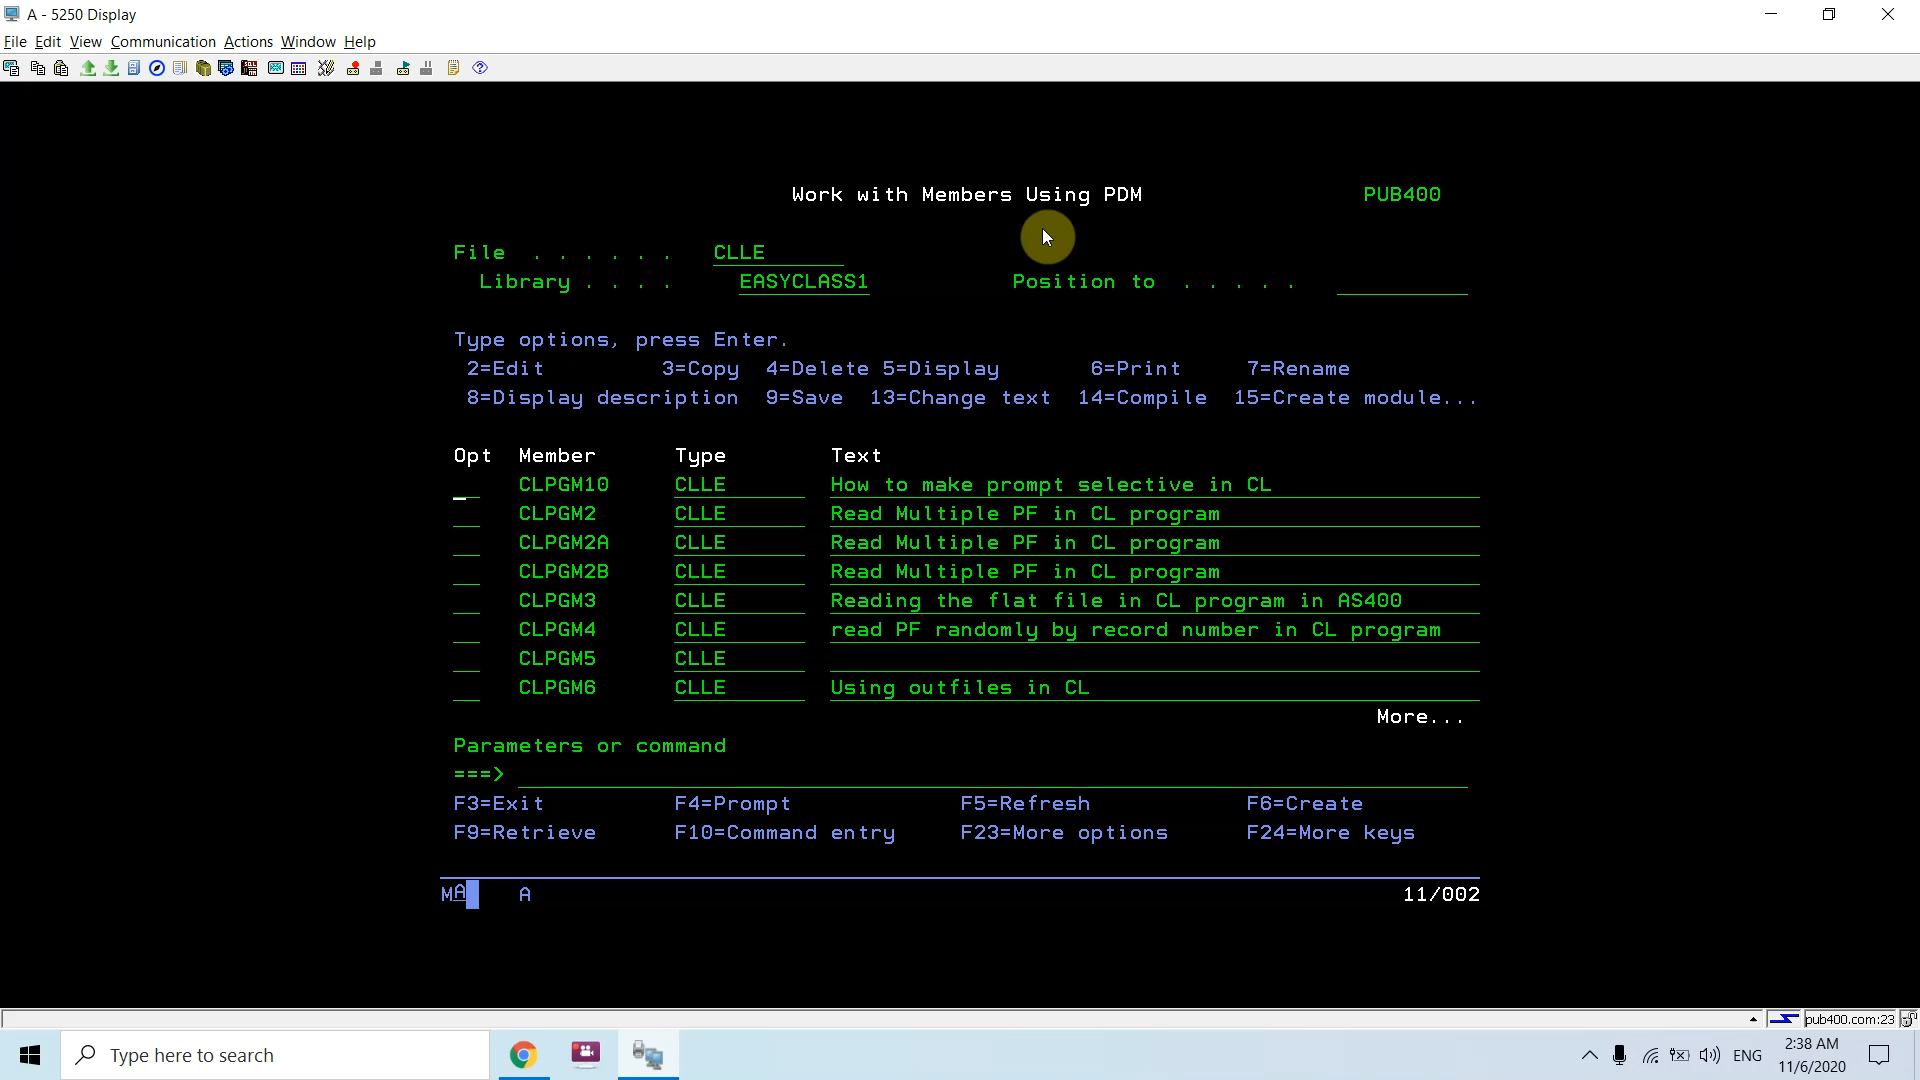 A - 5250 Display
File Edit View Communication Actions Window Help
Work with Members Using PDM PUB400
File . . . . . . CLLE
Library . . . . EASYCLASS1 Position to . . . . .
Type options, press Enter.
2=Edit 3=Copy 4=Delete 5=Display 6=Print 7=Rename
8=Display description 9=Save 13=Change text 14=Compile 15=Create module...
Opt Member Type Text
CLPGM10 CLLE How to make prompt selective in CL
CLPGM2 CLLE Read Multiple PF in CL program
CLPGM2A CLLE Read Multiple PF in CL program
CLPGM2B CLLE Read Multiple PF in CL program
CLPGM3 CLLE Reading the flat file in CL program in AS400
CLPGM4 CLLE read PF randomly by record number in CL program
CLPGM5 CLLE
CLPGM6 CLLE Using outfiles in CL
More...
Parameters or command
===>
F3=Exit F4=Prompt F5=Refresh F6=Create
F9=Retrieve F10=Command entry F23=More options F24=More keys
MA A 11/002
pub400.com:23
Type here to search
ENG
2:38 AM
11/6/2020